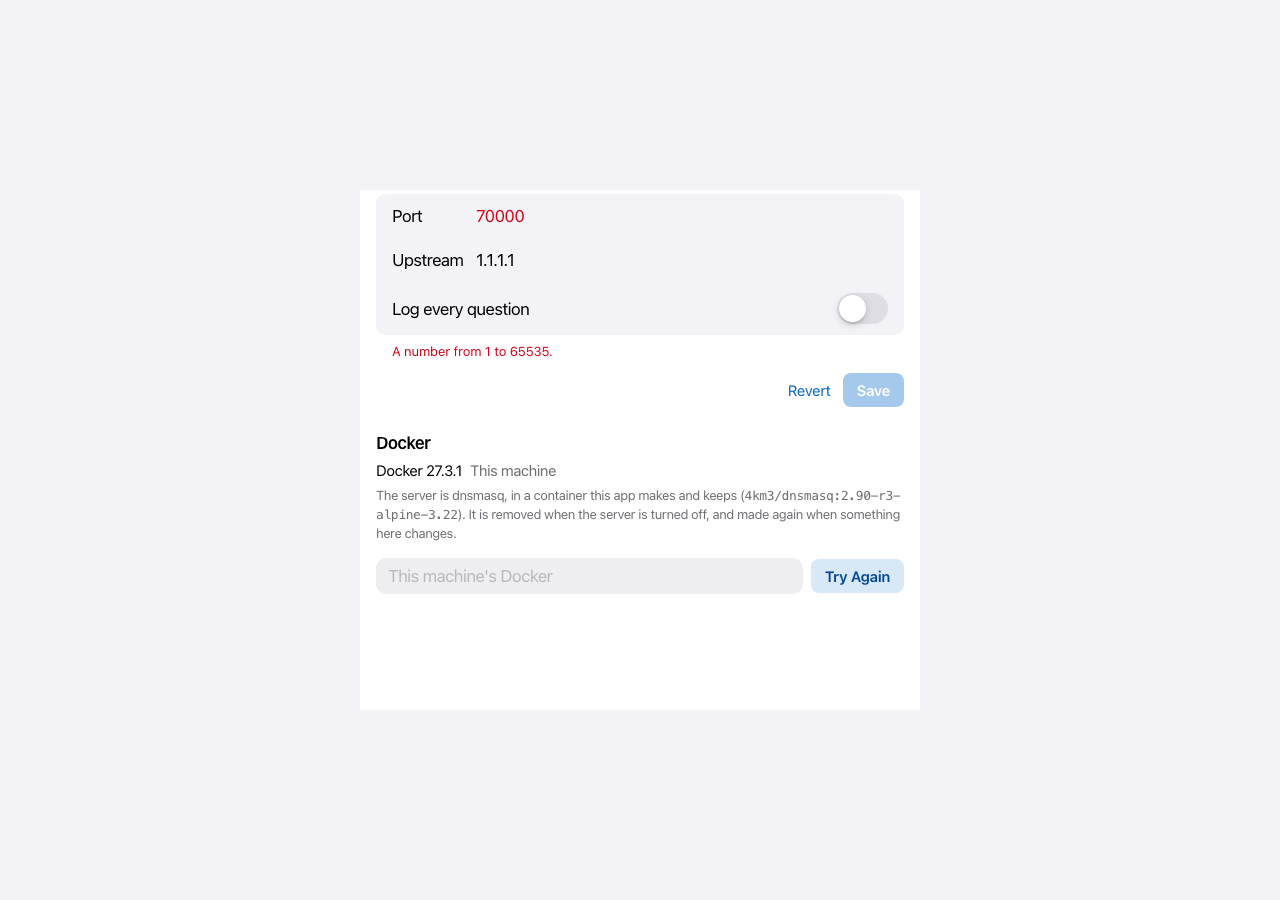 Port 70000
Upstream 1.1.1.1
Log every question
A number from 1 to 65535.
Revert Save
Docker
Docker 27.3.1 This machine
The server is dnsmasq, in a container this app makes and keeps (4km3/dnsmasq:2.90-r3-
alpine-3.22). It is removed when the server is turned off, and made again when something
here changes.
This machine's Docker Try Again